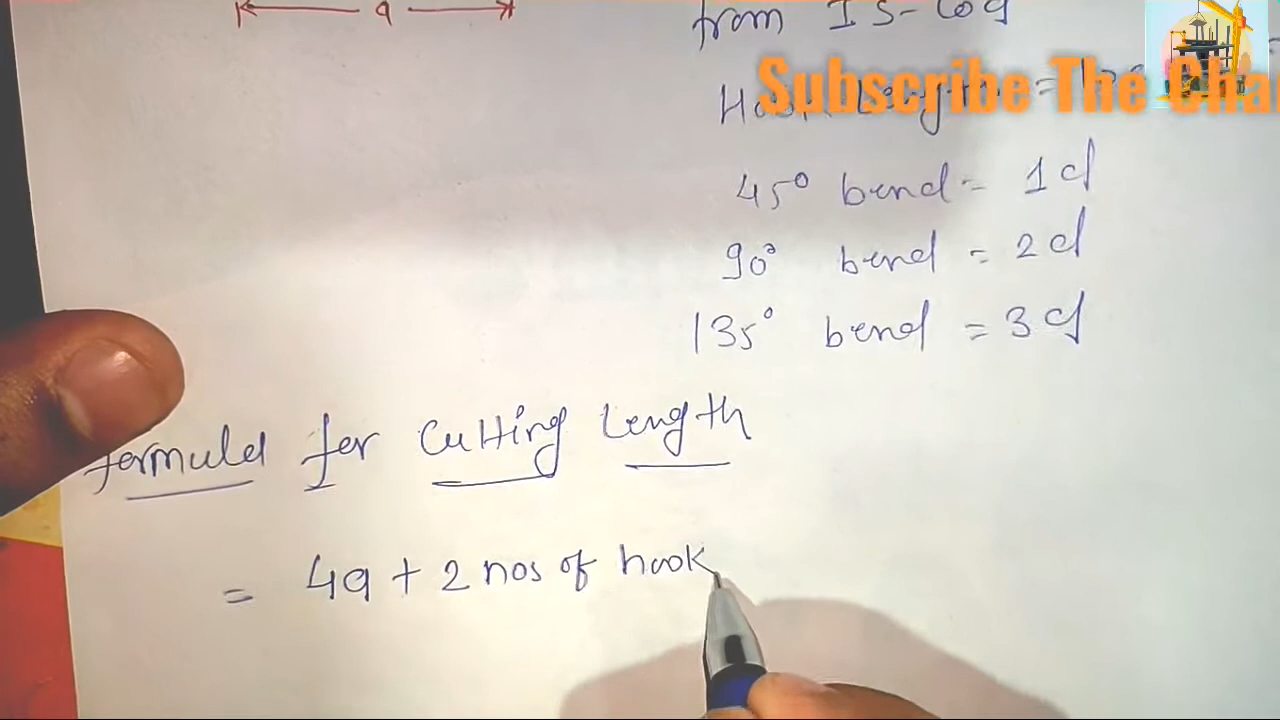 a
from IS-
Subscribe The
45° bend = 1d
90° bend = 2d
135° bend = 3d
formula for Cutting Length
= 4a + 2 nos of hook